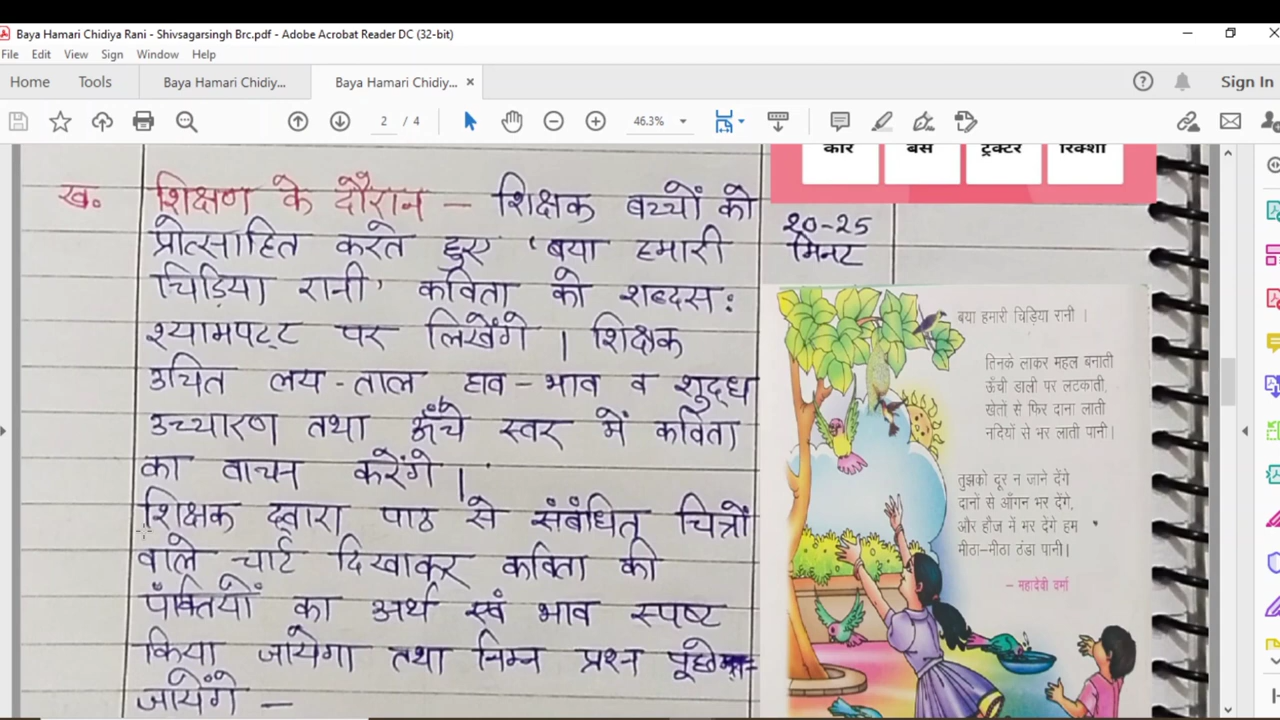 Baya Hamari Chidiya Rani - Shivsagarsingh Brc.pdf - Adobe Acrobat Reader DC (32-bit)
File Edit View Sign Window Help
Home Tools Baya Hamari Chidiy... Baya Hamari Chidiy... × Sign In
2 / 4 46.3%
कार बस ट्रैक्टर रिक्शा
ख. शिक्षण के दौरान – शिक्षक बच्चों को
प्रोत्साहित करते हुए 'बया हमारी
चिड़िया रानी' कविता को शब्दसः
श्यामपट्ट पर लिखेंगे । शिक्षक
उचित लय-ताल हाव-भाव व शुद्ध
उच्चारण तथा ऊँचे स्वर में कविता
का वाचन करेंगे ।
शिक्षक द्वारा पाठ से संबंधित चित्रों
वाले चार्ट दिखाकर कविता की
पंक्तियों का अर्थ एवं भाव स्पष्ट
किया जायेगा तथा निम्न प्रश्न पूछे
जायेंगे –
20-25
मिनट
बया हमारी चिड़िया रानी ।
तिनके लाकर महल बनाती
ऊँची डाली पर लटकाती,
खेतों से फिर दाना लाती
नदियों से भर लाती पानी।
तुझको दूर न जाने देंगे
दानों से आँगन भर देंगे,
और हौज में भर देंगे हम
मीठा-मीठा ठंडा पानी।
– महादेवी वर्मा